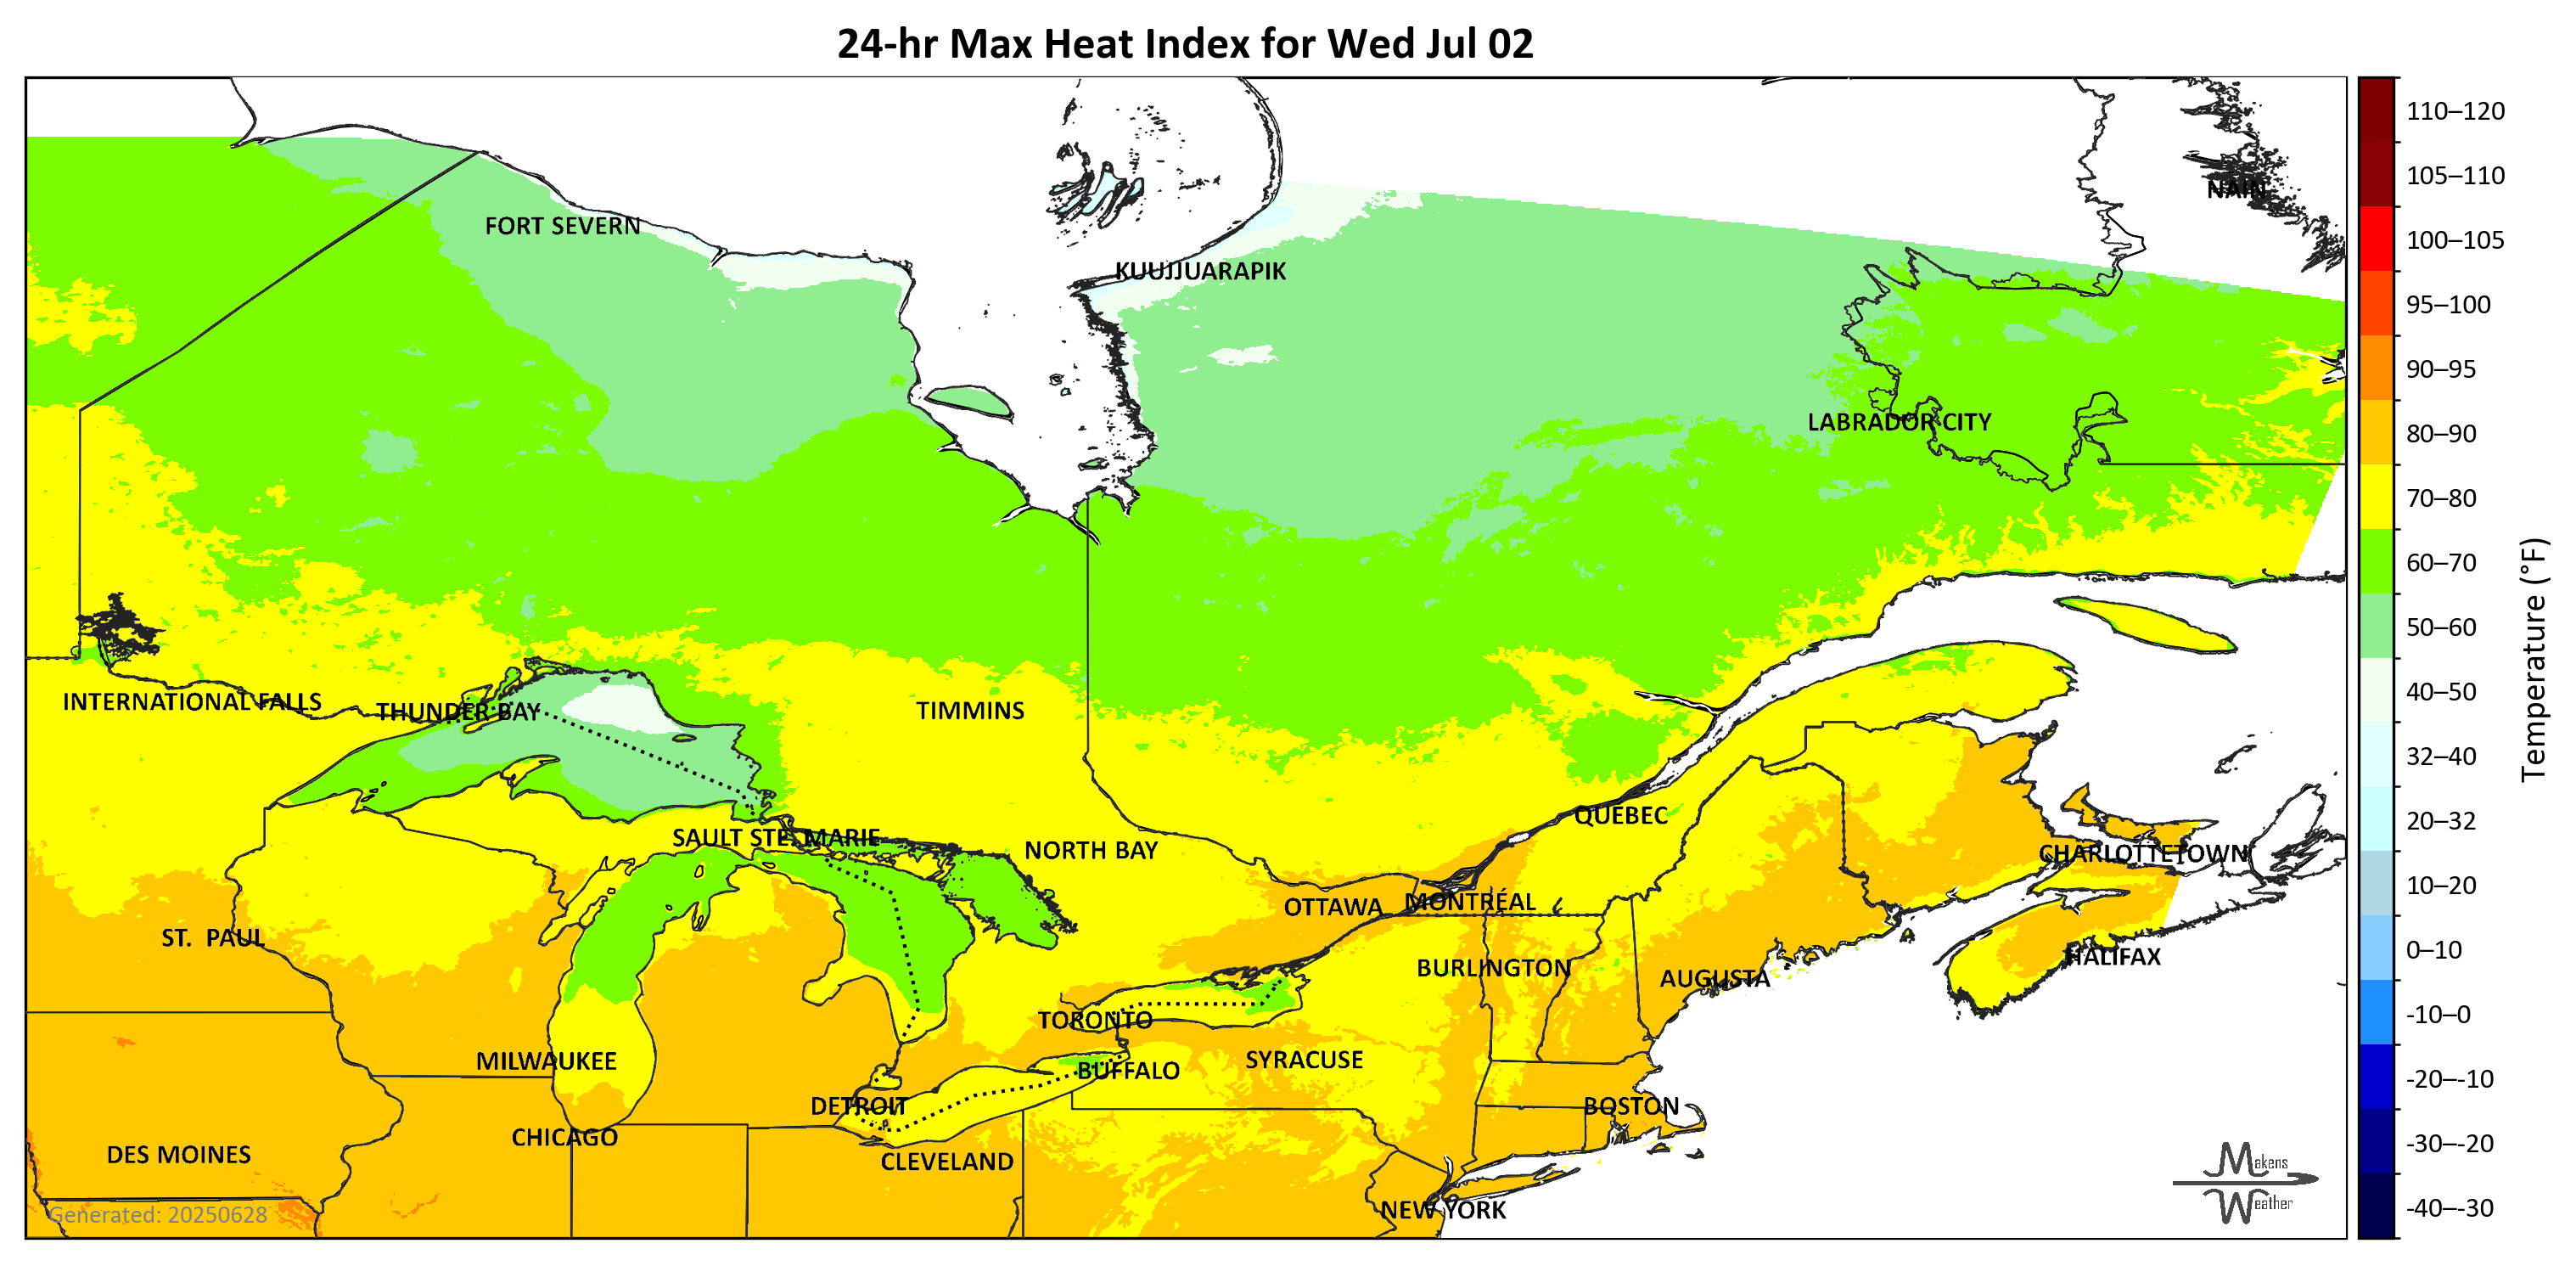 24-hr Max Heat Index for Wed Jul 02
110–120
105–110
NAIN
FORT SEVERN
100–105
KUUJJUARAPIK
95–100
90–95
LABRADOR CITY
80–90
70–80
60–70
50–60
Temperature (°F)
40–50
INTERNATIONAL FALLS
THUNDER BAY
TIMMINS
32–40
QUÉBEC
20–32
SAULT STE. MARIE
NORTH BAY
CHARLOTTETOWN
10–20
OTTAWA
MONTRÉAL
ST. PAUL
0–10
HALIFAX
BURLINGTON
AUGUSTA
-10–0
TORONTO
MILWAUKEE
SYRACUSE
BUFFALO
-20–-10
DETROIT
BOSTON
CHICAGO
-30–-20
DES MOINES
CLEVELAND
Makens
Weather
NEW YORK
-40–-30
Generated: 20250628